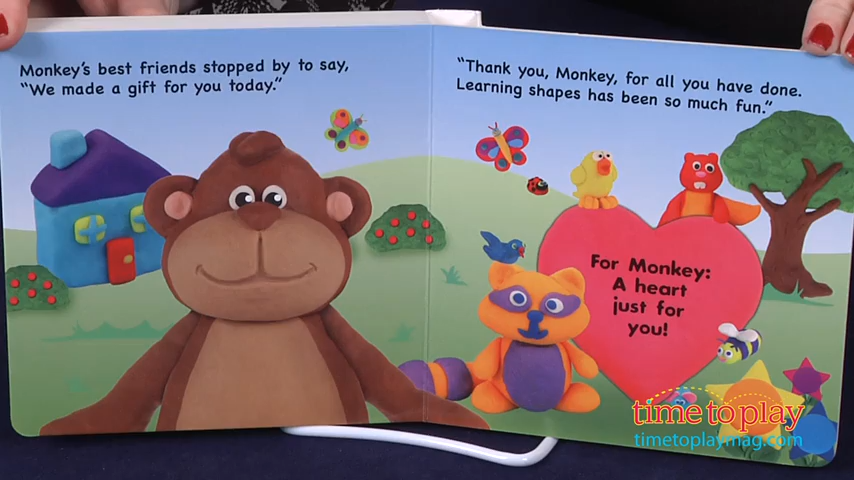 Monkey's best friends stopped by to say,
"We made a gift for you today."
"Thank you, Monkey, for all you have done.
Learning shapes has been so much fun."
For Monkey:
A heart
just for
you!
time to play
timetoplaymag.com